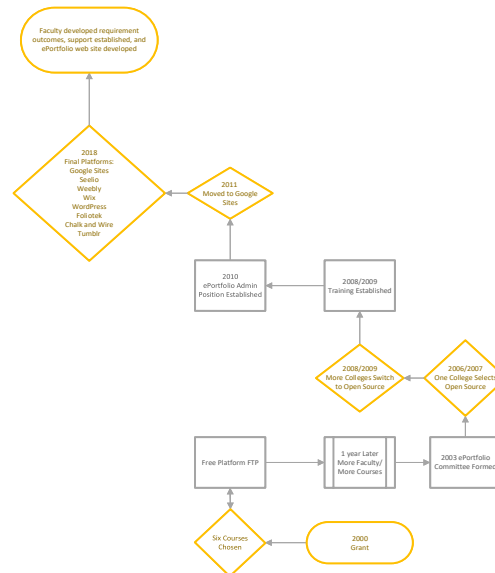 Faculty developed requirement
outcomes, support established, and
ePortfolio web site developed
2018
Final Platforms:
Google Sites
Seelio
Weebly
Wix
WordPress
Foliotek
Chalk and Wire
Tumblr
2011
Moved to Google
Sites
2010
ePortfolio Admin
Position Established
2008/2009
Training Established
2008/2009
More Colleges Switch
to Open Source
2006/2007
One College Selects
Open Source
Free Platform FTP
1 year Later
More Faculty/
More Courses
2003 ePortfolio
Committee Formed
Six Courses
Chosen
2000
Grant